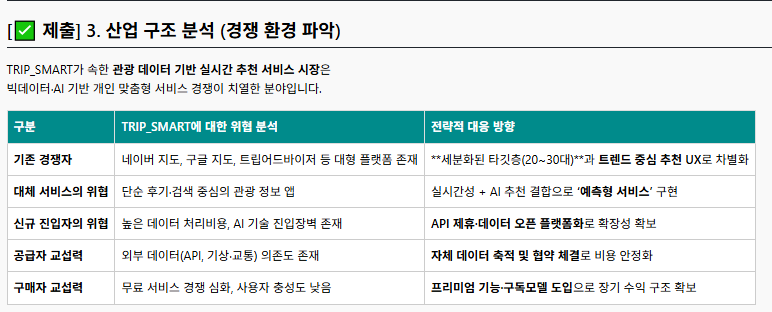 [✅ 제출] 3. 산업 구조 분석 (경쟁 환경 파악)
TRIP_SMART가 속한 관광 데이터 기반 실시간 추천 서비스 시장은
빅데이터·AI 기반 개인 맞춤형 서비스 경쟁이 치열한 분야입니다.
구분 TRIP_SMART에 대한 위협 분석 전략적 대응 방향
기존 경쟁자 네이버 지도, 구글 지도, 트립어드바이저 등 대형 플랫폼 존재 **세분화된 타깃층(20~30대)**과 트렌드 중심 추천 UX로 차별화
대체 서비스의 위협 단순 후기·검색 중심의 관광 정보 앱 실시간성 + AI 추천 결합으로 ‘예측형 서비스’ 구현
신규 진입자의 위협 높은 데이터 처리비용, AI 기술 진입장벽 존재 API 제휴·데이터 오픈 플랫폼화로 확장성 확보
공급자 교섭력 외부 데이터(API, 기상·교통) 의존도 존재 자체 데이터 축적 및 협약 체결로 비용 안정화
구매자 교섭력 무료 서비스 경쟁 심화, 사용자 충성도 낮음 프리미엄 기능·구독모델 도입으로 장기 수익 구조 확보